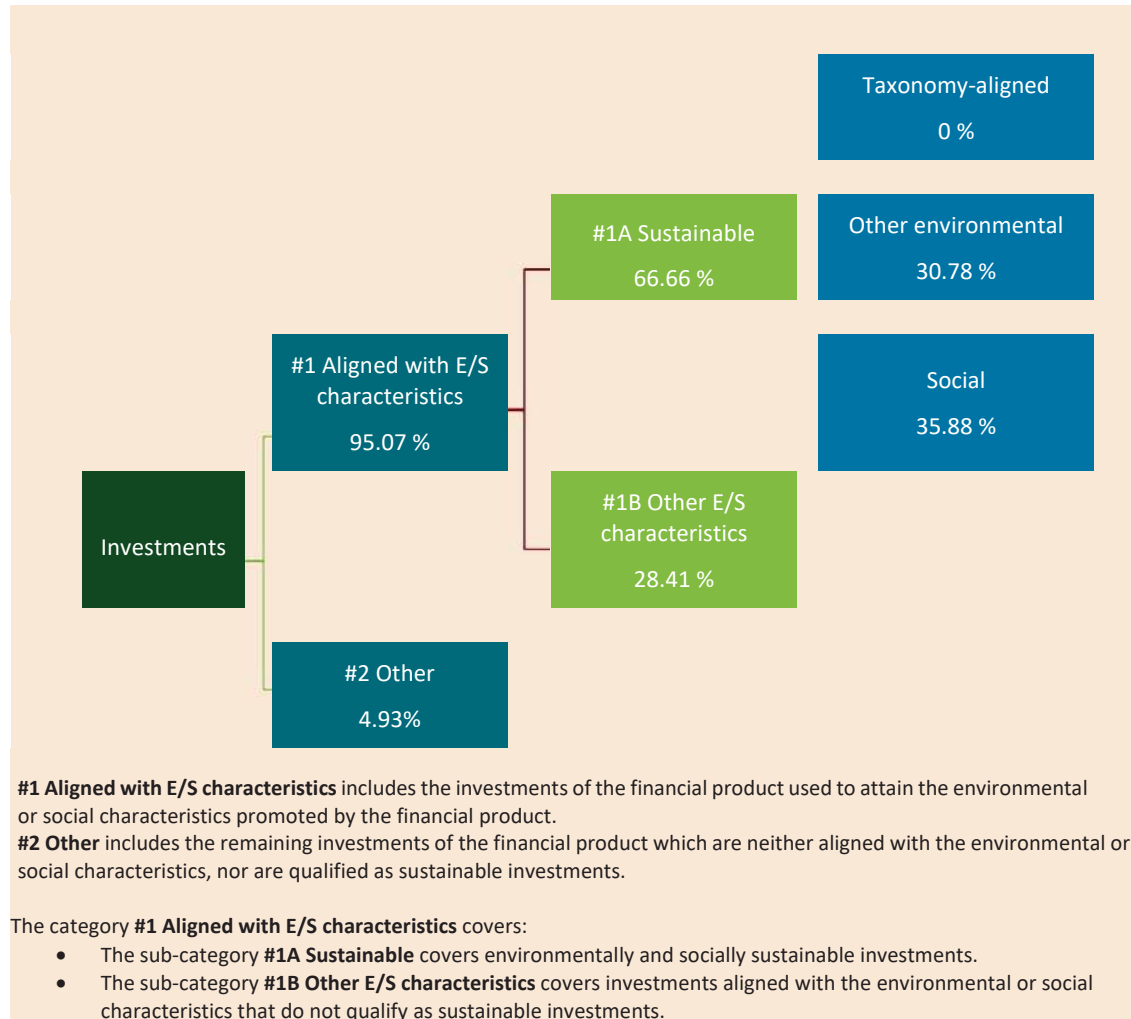 Taxonomy-aligned
0 %
#1A Sustainable
66.66 %
Other environmental
30.78 %
#1 Aligned with E/S
characteristics
95.07 %
Social
35.88 %
Investments
#1B Other E/S
characteristics
28.41 %
#2 Other
4.93%
#1 Aligned with E/S characteristics includes the investments of the financial product used to attain the environmental
or social characteristics promoted by the financial product.
#2 Other includes the remaining investments of the financial product which are neither aligned with the environmental or
social characteristics, nor are qualified as sustainable investments.
The category #1 Aligned with E/S characteristics covers:
• The sub-category #1A Sustainable covers environmentally and socially sustainable investments.
• The sub-category #1B Other E/S characteristics covers investments aligned with the environmental or social
characteristics that do not qualify as sustainable investments.